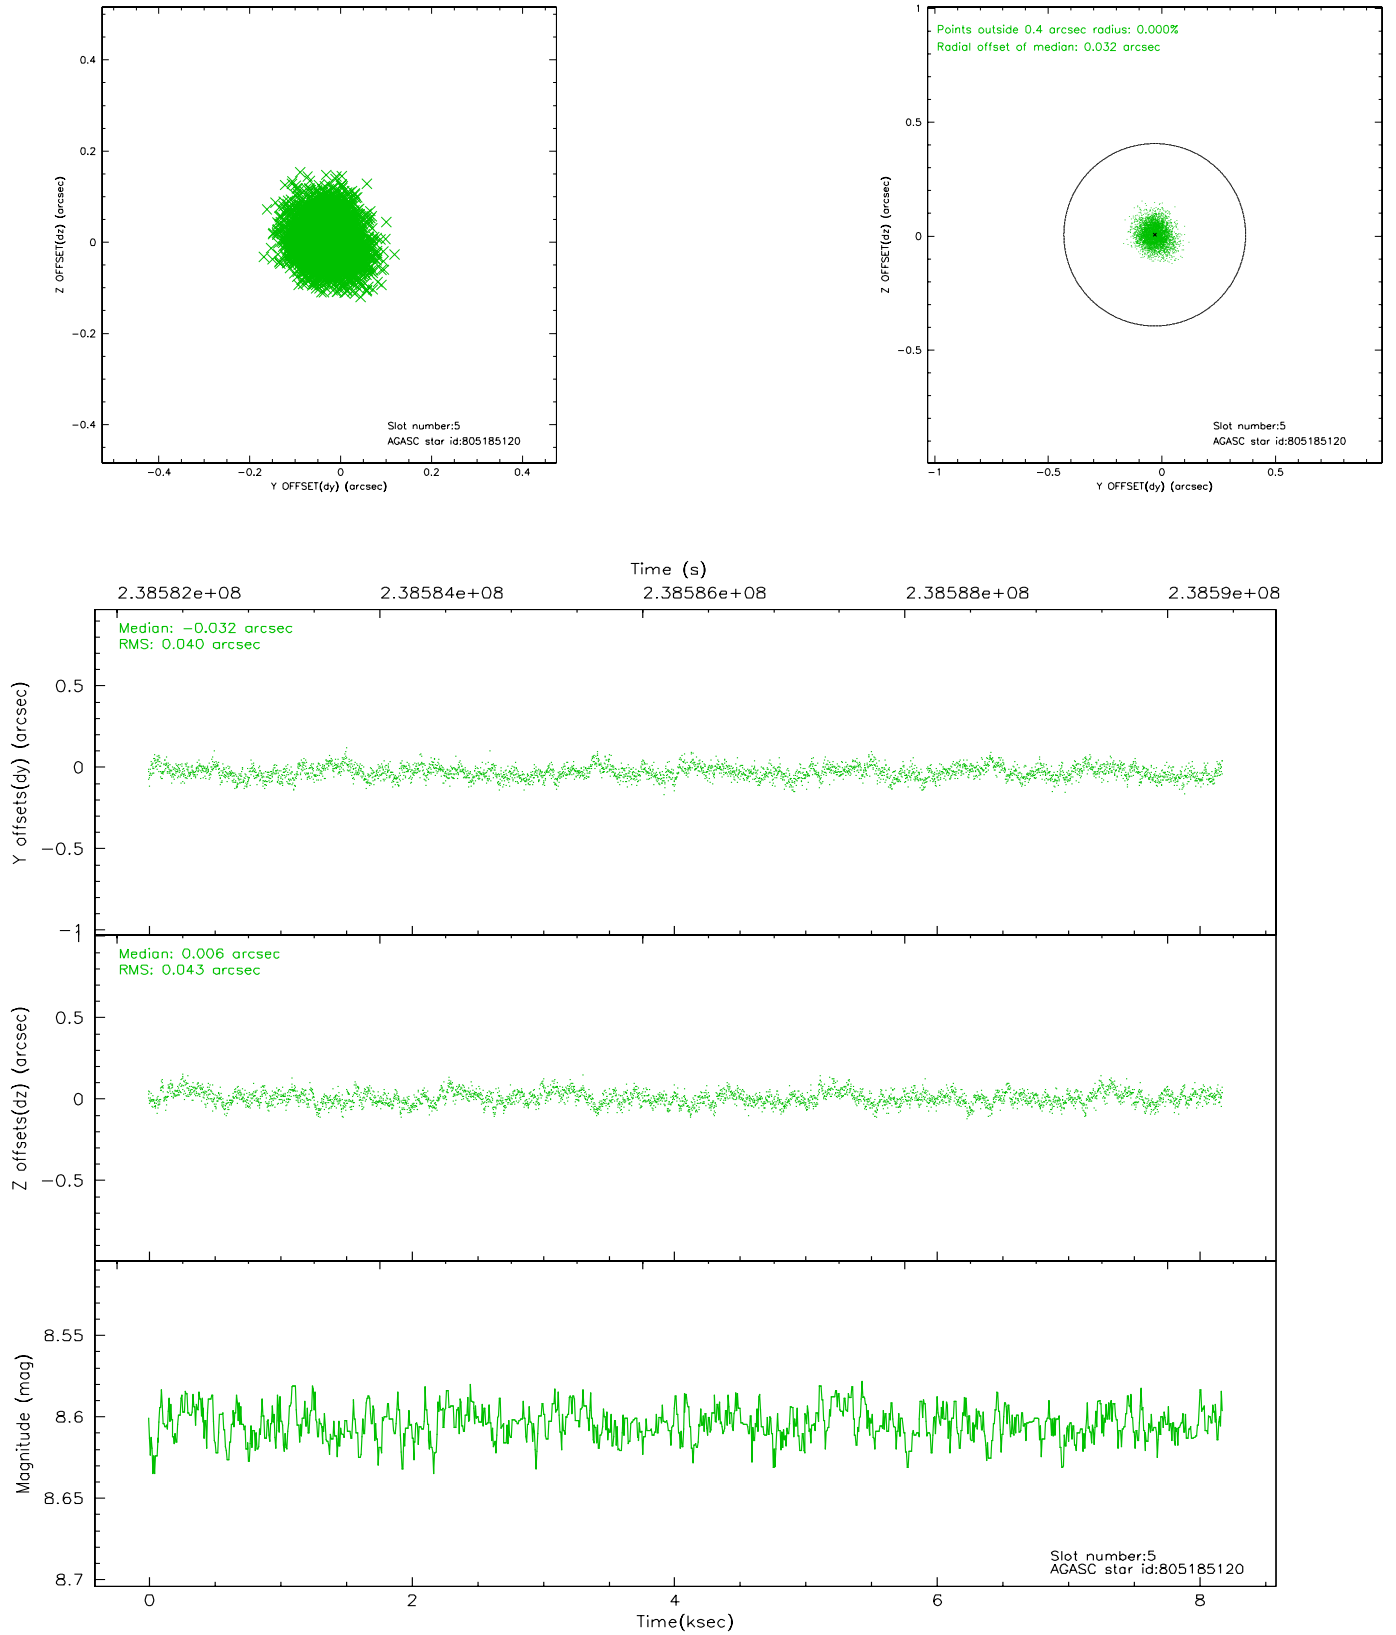 0.4
0.2
0
-0.2
-0.4
Z OFFSET(dz) (arcsec)
Slot number:5
AGASC star id:805185120
-0.4 -0.2 0 0.2 0.4
Y OFFSET(dy) (arcsec)
Points outside 0.4 arcsec radius: 0.000%
Radial offset of median: 0.032 arcsec
1
0.5
0
-0.5
Z OFFSET(dz) (arcsec)
Slot number:5
AGASC star id:805185120
-1 -0.5 0 0.5
Y OFFSET(dy) (arcsec)
Time (s)
2.38582e+08 2.38584e+08 2.38586e+08 2.38588e+08 2.3859e+08
Median: -0.032 arcsec
RMS: 0.040 arcsec
0.5
0
-0.5
-1
Y offsets(dy) (arcsec)
1
Median: 0.006 arcsec
RMS: 0.043 arcsec
0.5
0
-0.5
Z offsets(dz) (arcsec)
8.55
8.6
8.65
8.7
Magnitude (mag)
Slot number:5
AGASC star id:805185120
0 2 4 6 8
Time(ksec)